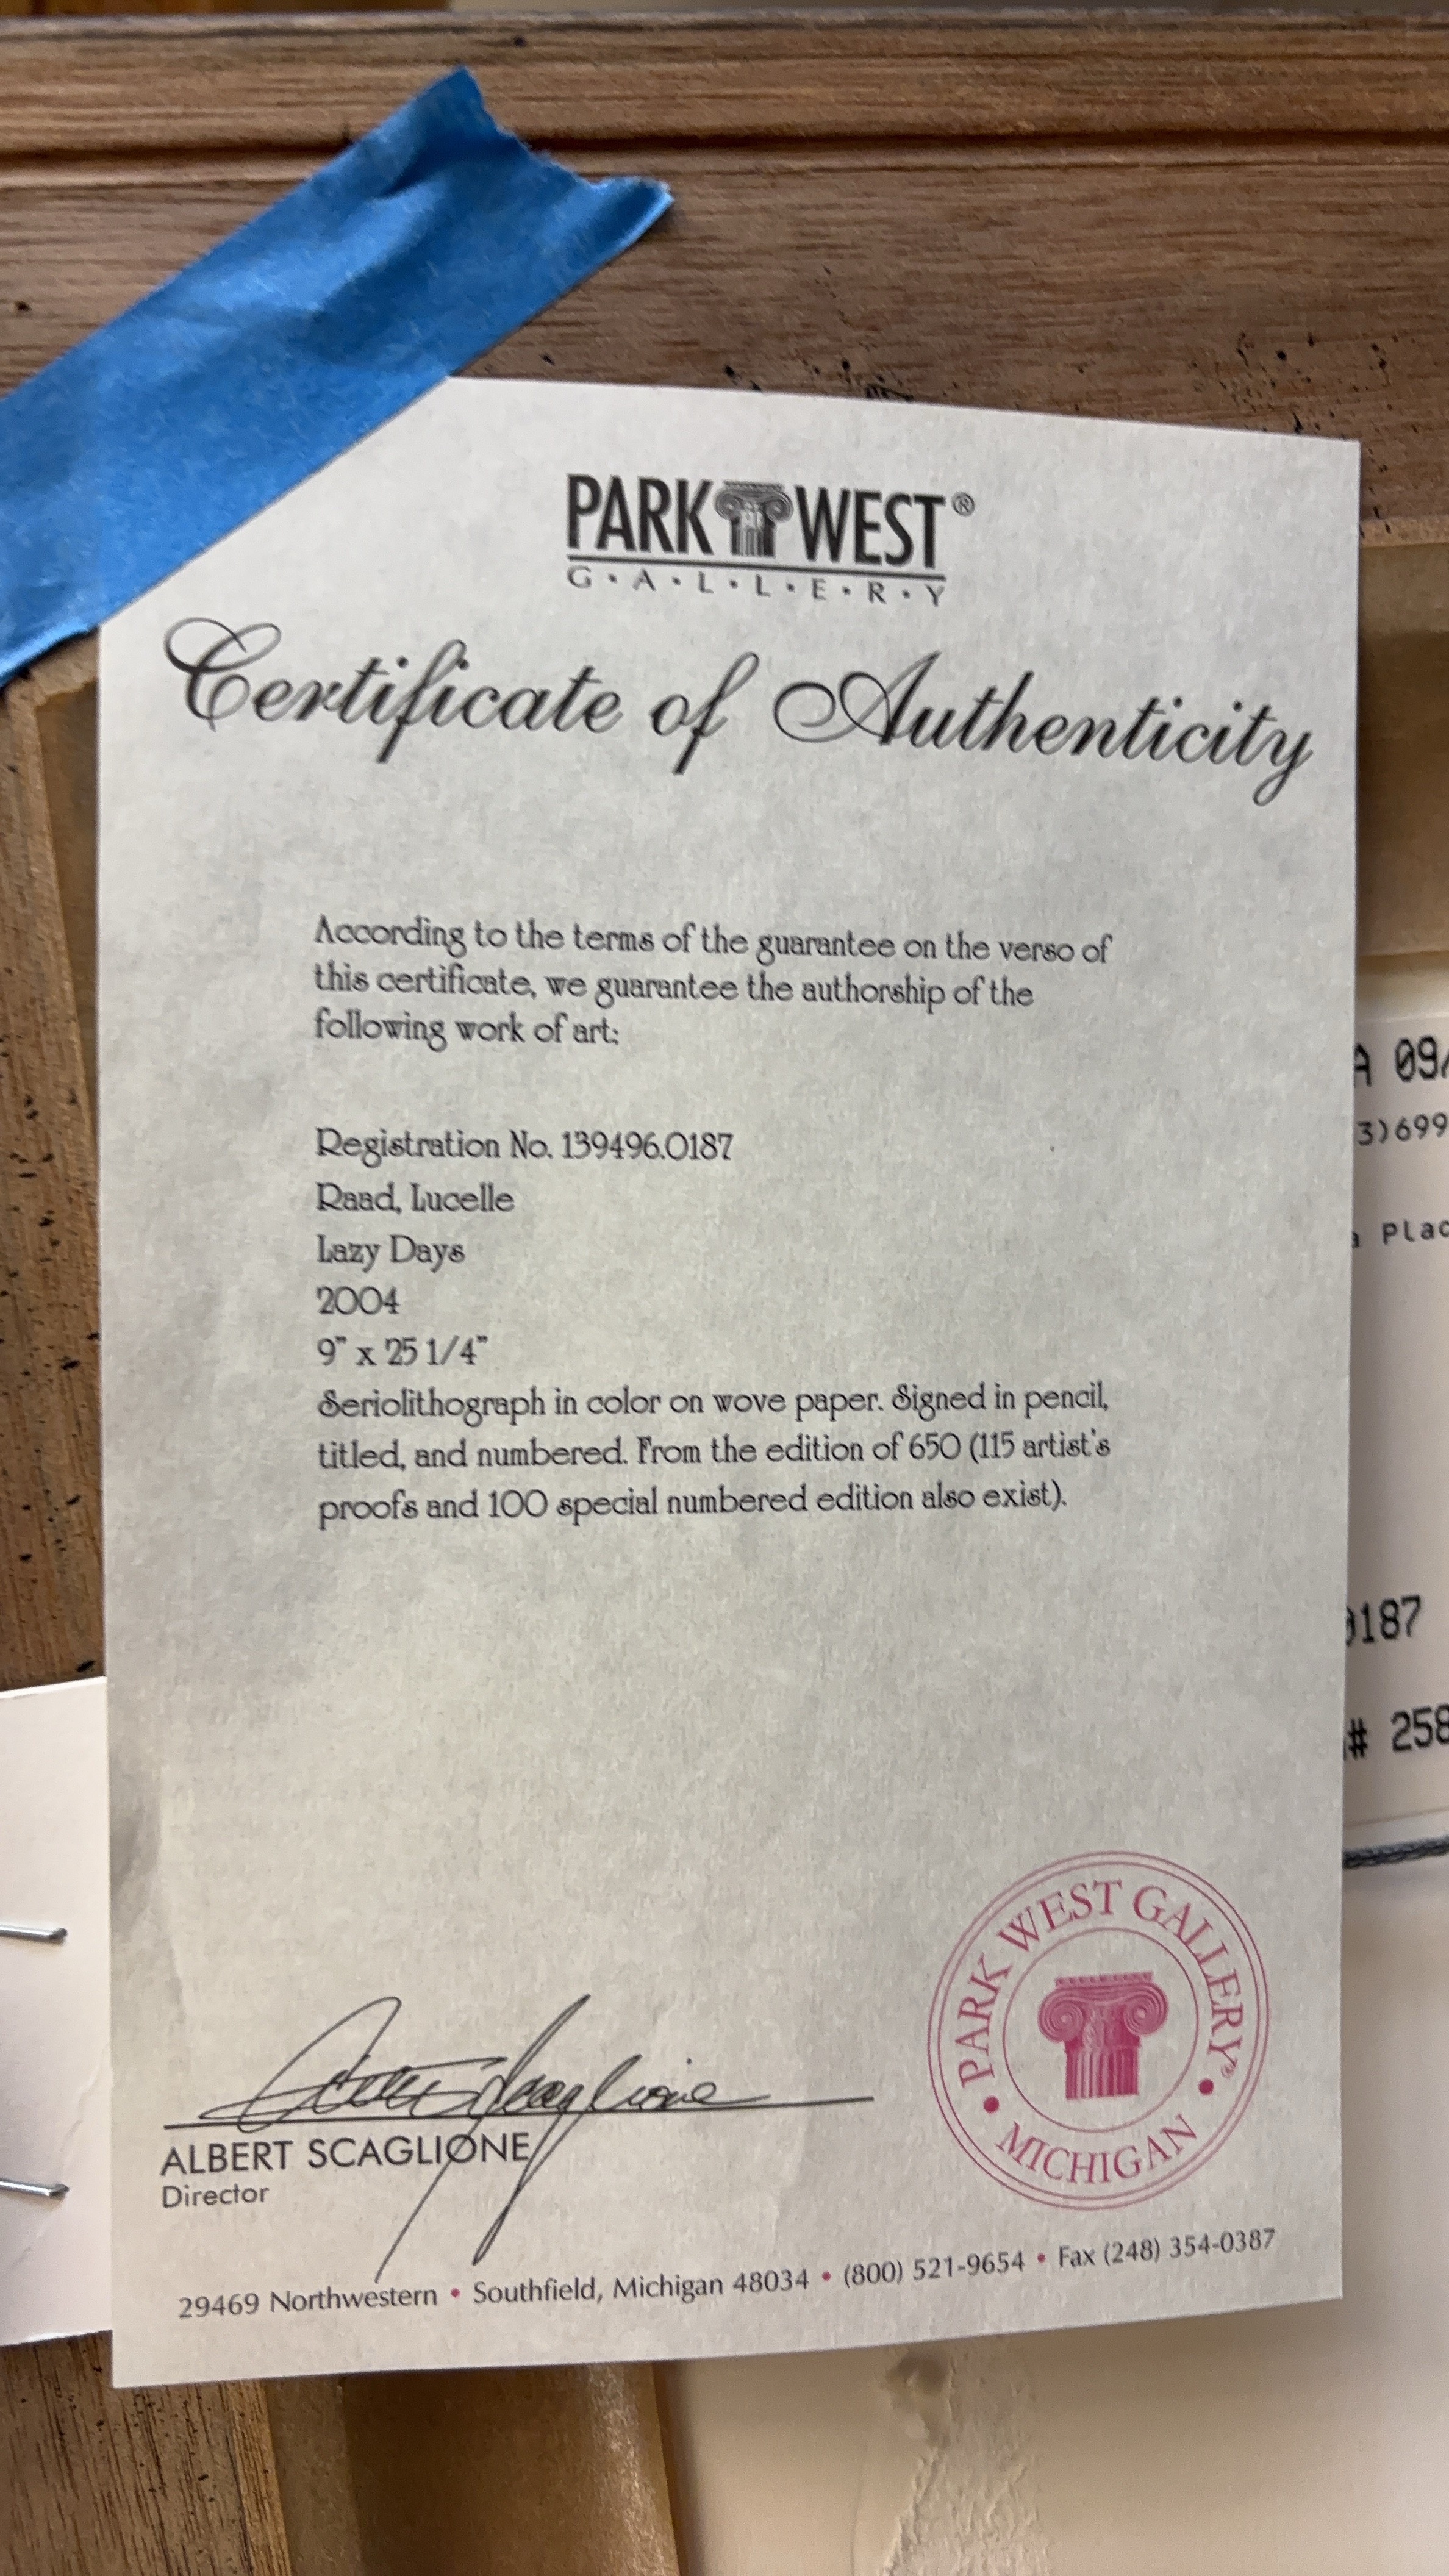 PARK WEST®
G·A·L·L·E·R·Y
Certificate of Authenticity
According to the terms of the guarantee on the verso of
this certificate, we guarantee the authorship of the
following work of art:
Registration No. 139496.0187
Raad, Lucelle
Lazy Days
2004
9" x 25 1/4"
Seriolithograph in color on wove paper. Signed in pencil,
titled, and numbered. From the edition of 650 (115 artist's
proofs and 100 special numbered edition also exist).
A 09/
3)699
Plac
0187
# 258
Albert Scaglione
ALBERT SCAGLIONE
Director
PARK WEST GALLERY®
• MICHIGAN •
29469 Northwestern • Southfield, Michigan 48034 • (800) 521-9654 • Fax (248) 354-0387